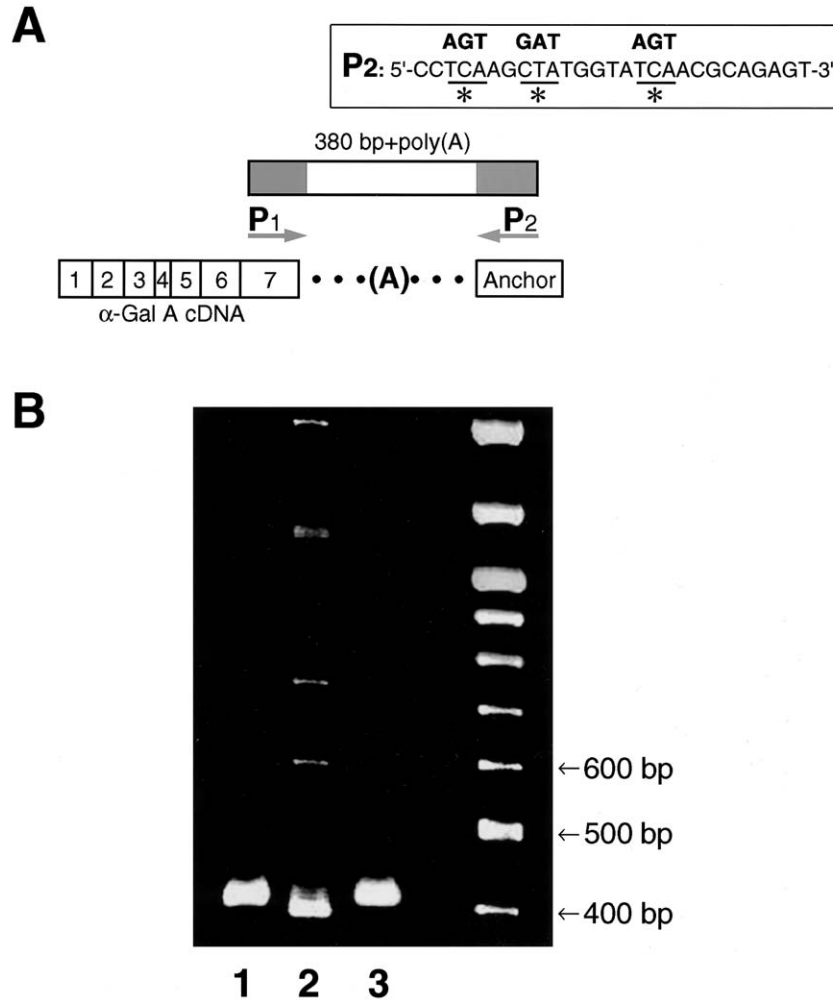 A
AGT GAT AGT
P2: 5'-CCTCAAGCTATGGTATCAACGCAGAGT-3'
* * *
380 bp+poly(A)
P1 P2
1 2 3 4 5 6 7 • • •(A)• • • Anchor
α-Gal A cDNA
B
←600 bp
←500 bp
←400 bp
1 2 3